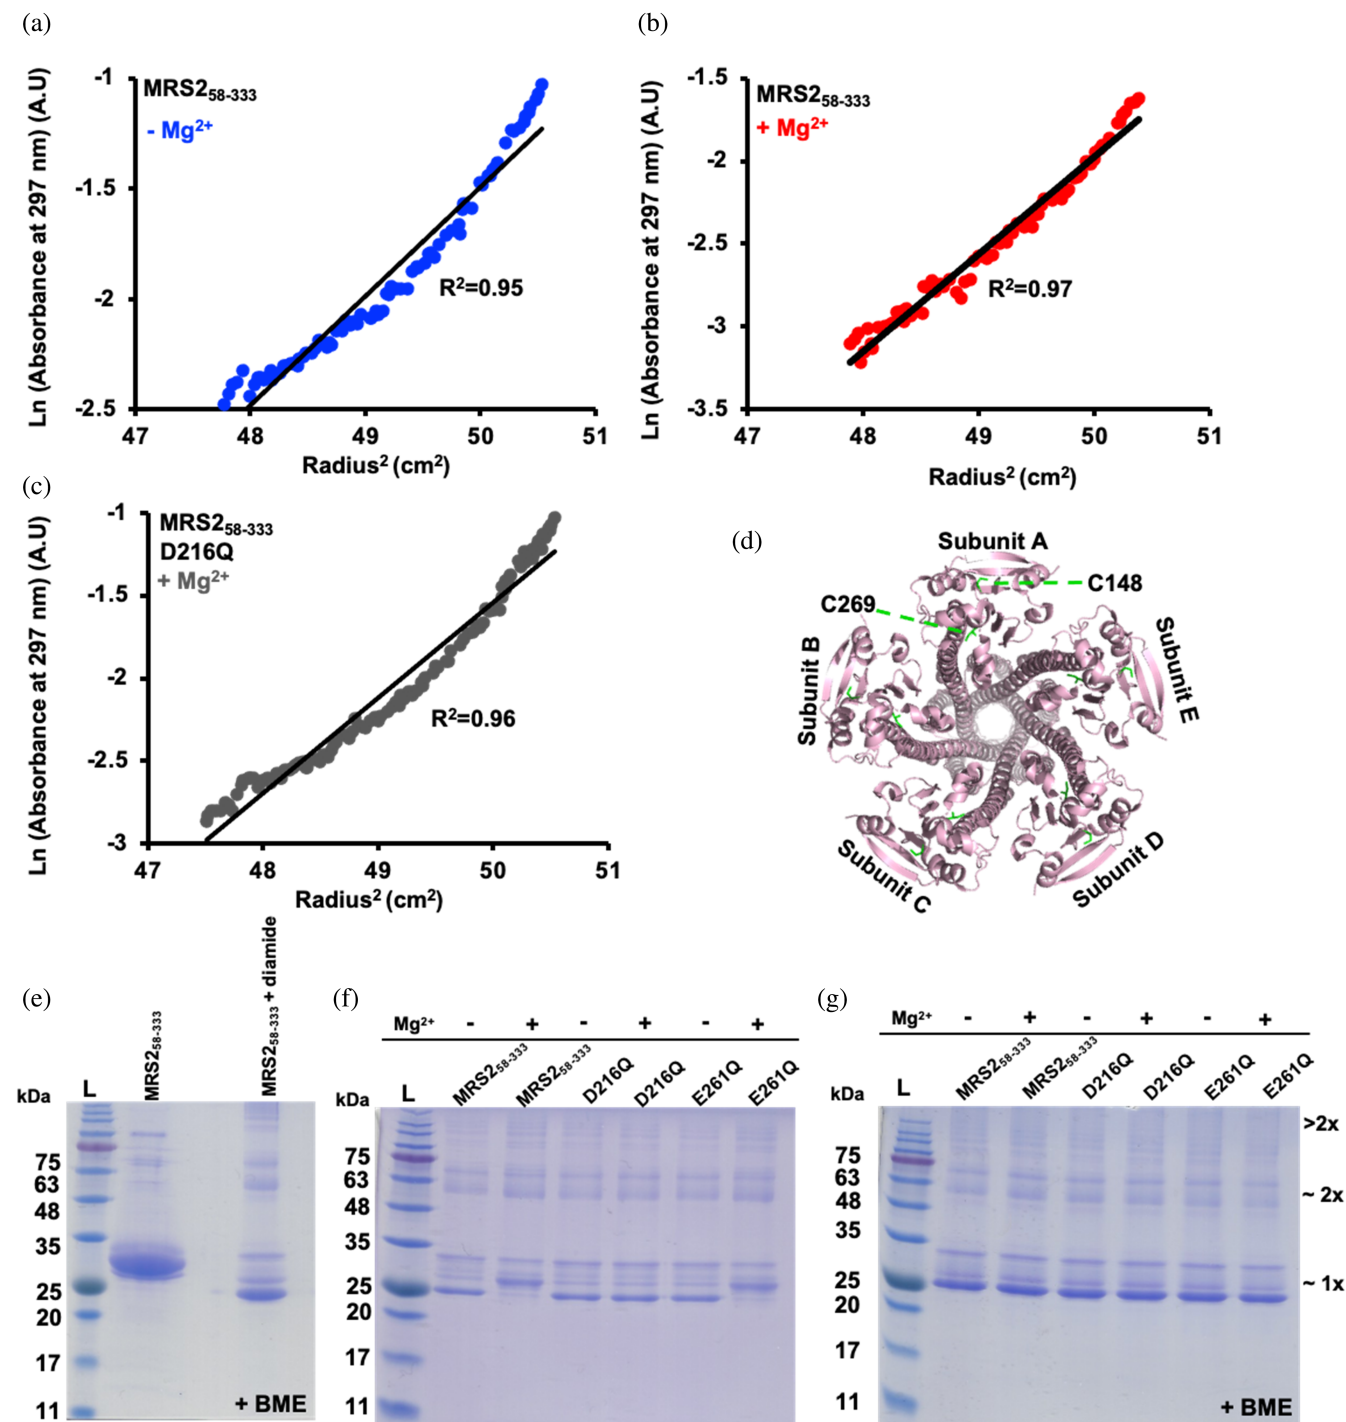 (a)
Ln (Absorbance at 297 nm) (A.U)
-1
-1.5
-2
-2.5
MRS2₅₈₋₃₃₃
- Mg²⁺
R²=0.95
47 48 49 50 51
Radius² (cm²)
(b)
Ln (Absorbance at 297 nm) (A.U)
-1.5
-2
-2.5
-3
-3.5
MRS2₅₈₋₃₃₃
+ Mg²⁺
R²=0.97
47 48 49 50 51
Radius² (cm²)
(c)
Ln (Absorbance at 297 nm) (A.U)
-1
-1.5
-2
-2.5
-3
MRS2₅₈₋₃₃₃
D216Q
+ Mg²⁺
R²=0.96
47 48 49 50 51
Radius² (cm²)
(d)
Subunit A
C148
C269
Subunit B
Subunit E
Subunit C
Subunit D
(e)
kDa
L
MRS2₅₈₋₃₃₃
MRS2₅₈₋₃₃₃ + diamide
75
63
48
35
25
20
17
11
+ BME
(f)
Mg²⁺ - + - + - +
kDa
L
MRS2₅₈₋₃₃₃
MRS2₅₈₋₃₃₃
D216Q
D216Q
E261Q
E261Q
75
63
48
35
25
20
17
11
(g)
Mg²⁺ - + - + - +
kDa
L
MRS2₅₈₋₃₃₃
MRS2₅₈₋₃₃₃
D216Q
D216Q
E261Q
E261Q
75
63
48
35
25
20
17
11
>2x
~ 2x
~ 1x
+ BME